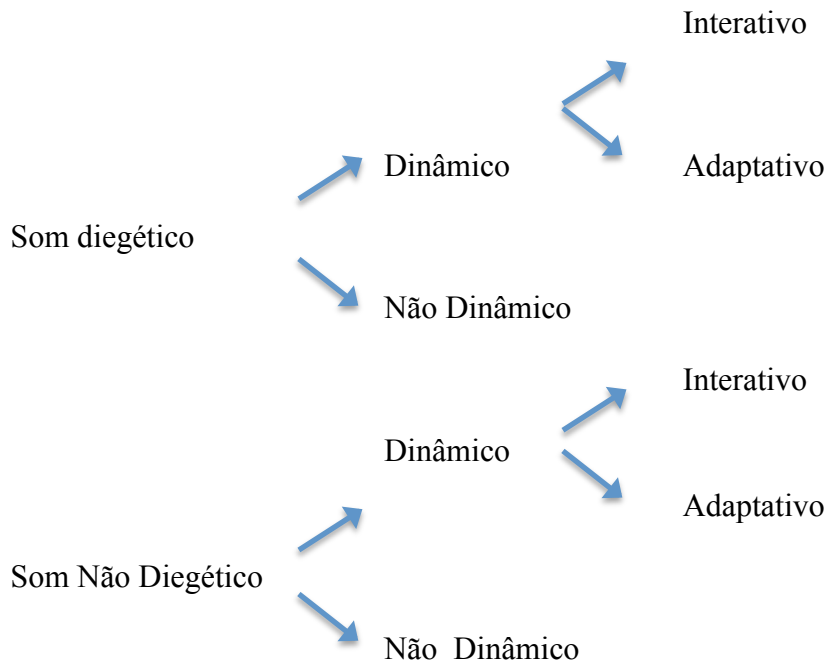 Interativo
Dinâmico
Adaptativo
Som diegético
Não Dinâmico
Interativo
Dinâmico
Adaptativo
Som Não Diegético
Não  Dinâmico